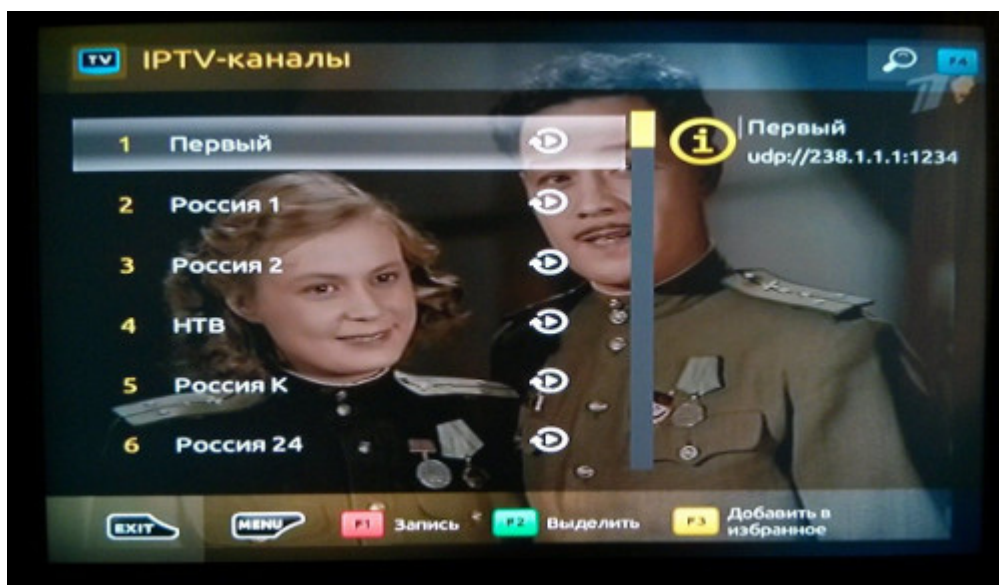 TV IPTV-каналы
F4
1 Первый
2 Россия 1
3 Россия 2
4 НТВ
5 Россия К
6 Россия 24
i Первый
udp://238.1.1.1:1234
EXIT MENU F1 Запись F2 Выделить F3 Добавить в
избранное